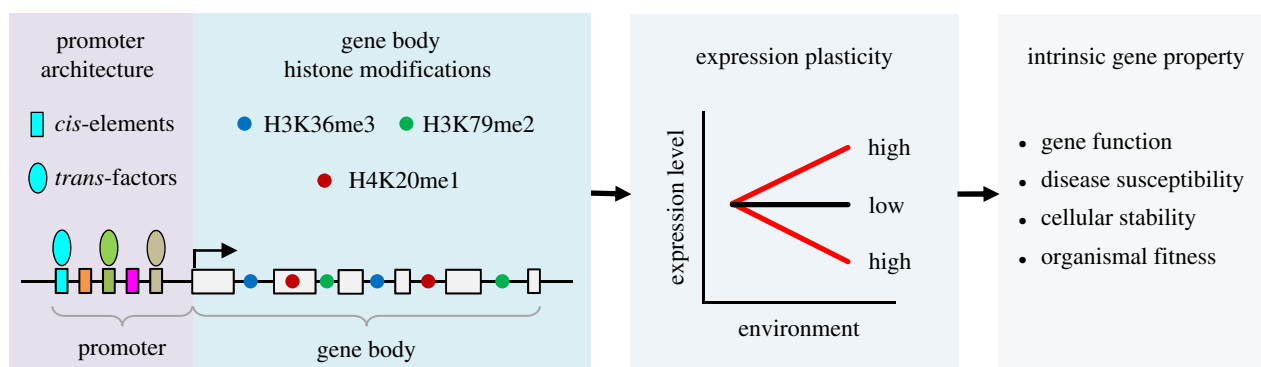 promoter
architecture
cis-elements
trans-factors
gene body
histone modifications
H3K36me3
H3K79me2
H4K20me1
promoter
gene body
expression plasticity
expression level
high
low
high
environment
intrinsic gene property
• gene function
• disease susceptibility
• cellular stability
• organismal fitness